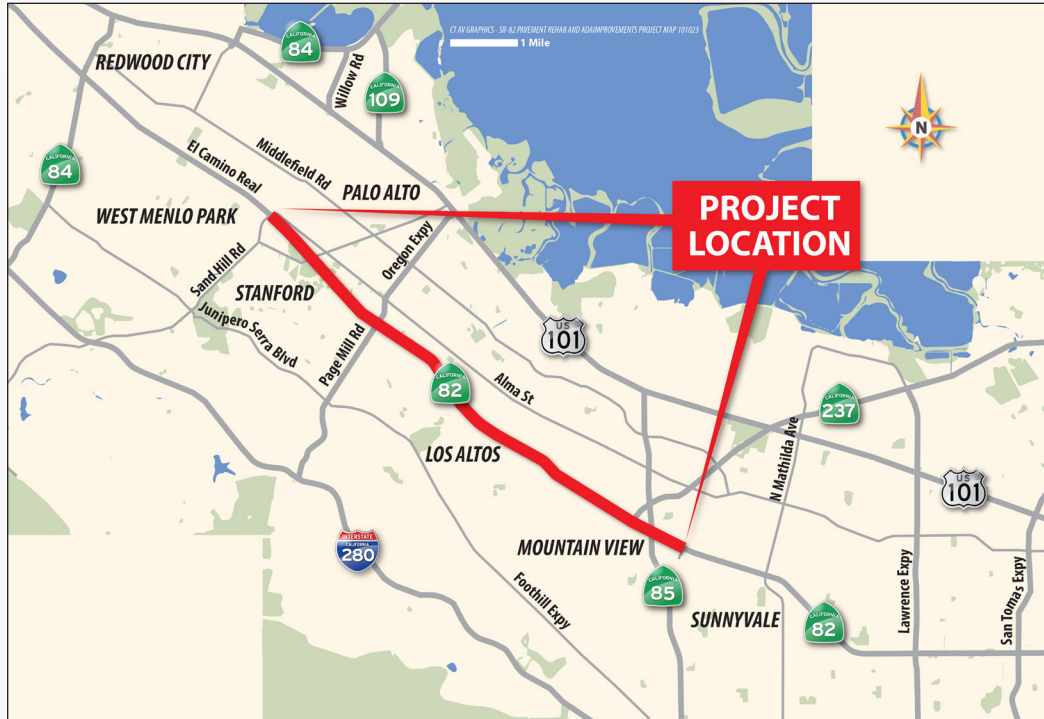 CT AV GRAPHICS - SR-82 PAVEMENT REHAB AND ADAIMPROVEMENTS PROJECT MAP 101023
1 Mile
CALIFORNIA
84
REDWOOD CITY
Willow Rd
CALIFORNIA
109
N
CALIFORNIA
84
El Camino Real
Middlefield Rd
PALO ALTO
WEST MENLO PARK
PROJECT
LOCATION
Sand Hill Rd
Oregon Expy
STANFORD
Junipero Serra Blvd
Page Mill Rd
US
101
CALIFORNIA
82
Alma St
CALIFORNIA
237
N Mathilda Ave
LOS ALTOS
US
101
INTERSTATE
CALIFORNIA
280
MOUNTAIN VIEW
Foothill Expy
CALIFORNIA
85
SUNNYVALE
CALIFORNIA
82
Lawrence Expy
San Tomas Expy